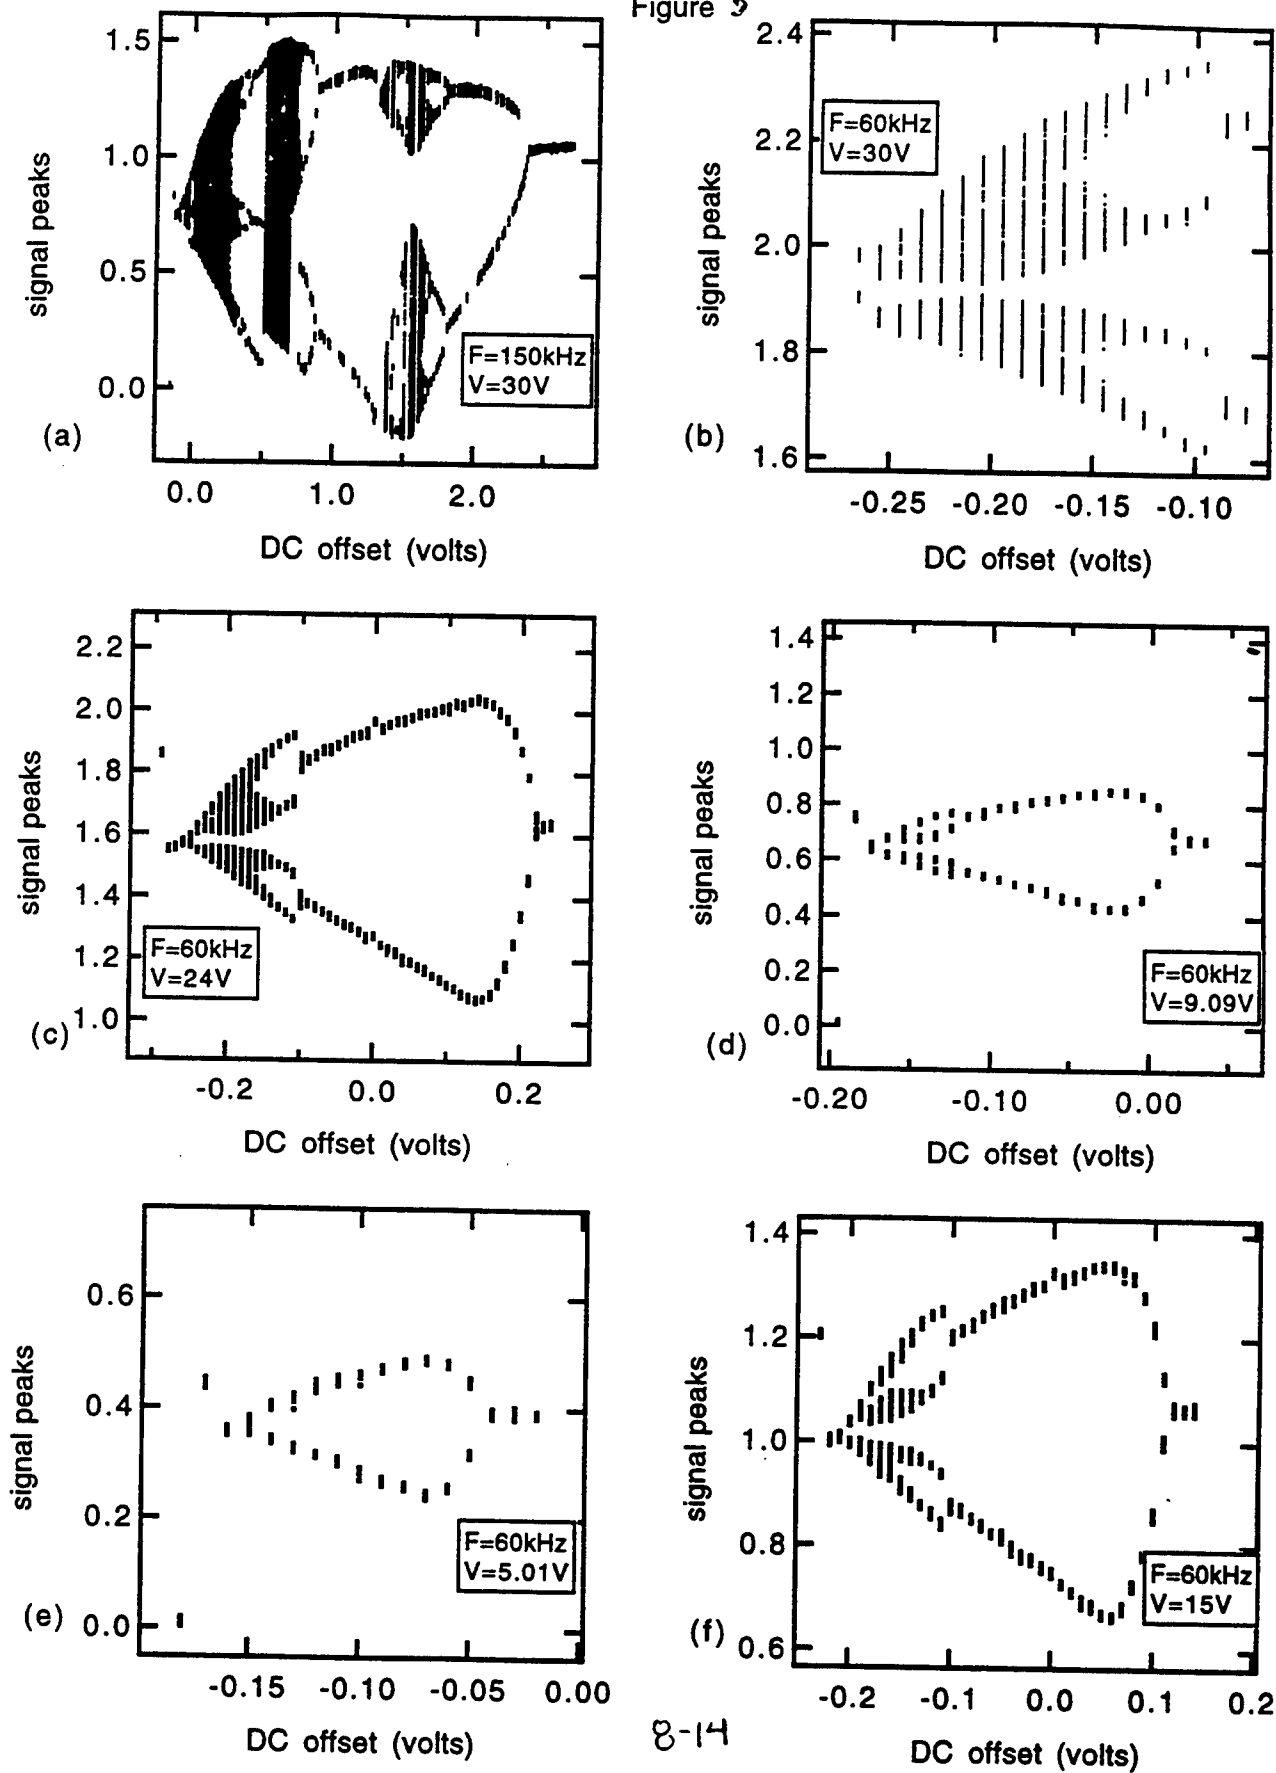 Figure 3
1.5
1.0
0.5
0.0
signal peaks
F=150kHz
V=30V
(a)
0.0 1.0 2.0
DC offset (volts)
2.4
2.2
2.0
1.8
1.6
signal peaks
F=60kHz
V=30V
(b)
-0.25 -0.20 -0.15 -0.10
DC offset (volts)
2.2
2.0
1.8
1.6
1.4
1.2
1.0
signal peaks
F=60kHz
V=24V
(c)
-0.2 0.0 0.2
DC offset (volts)
1.4
1.2
1.0
0.8
0.6
0.4
0.2
0.0
signal peaks
F=60kHz
V=9.09V
(d)
-0.20 -0.10 0.00
DC offset (volts)
0.6
0.4
0.2
0.0
signal peaks
F=60kHz
V=5.01V
(e)
-0.15 -0.10 -0.05 0.00
DC offset (volts)
1.4
1.2
1.0
0.8
0.6
signal peaks
F=60kHz
V=15V
(f)
-0.2 -0.1 0.0 0.1 0.2
DC offset (volts)
8-14